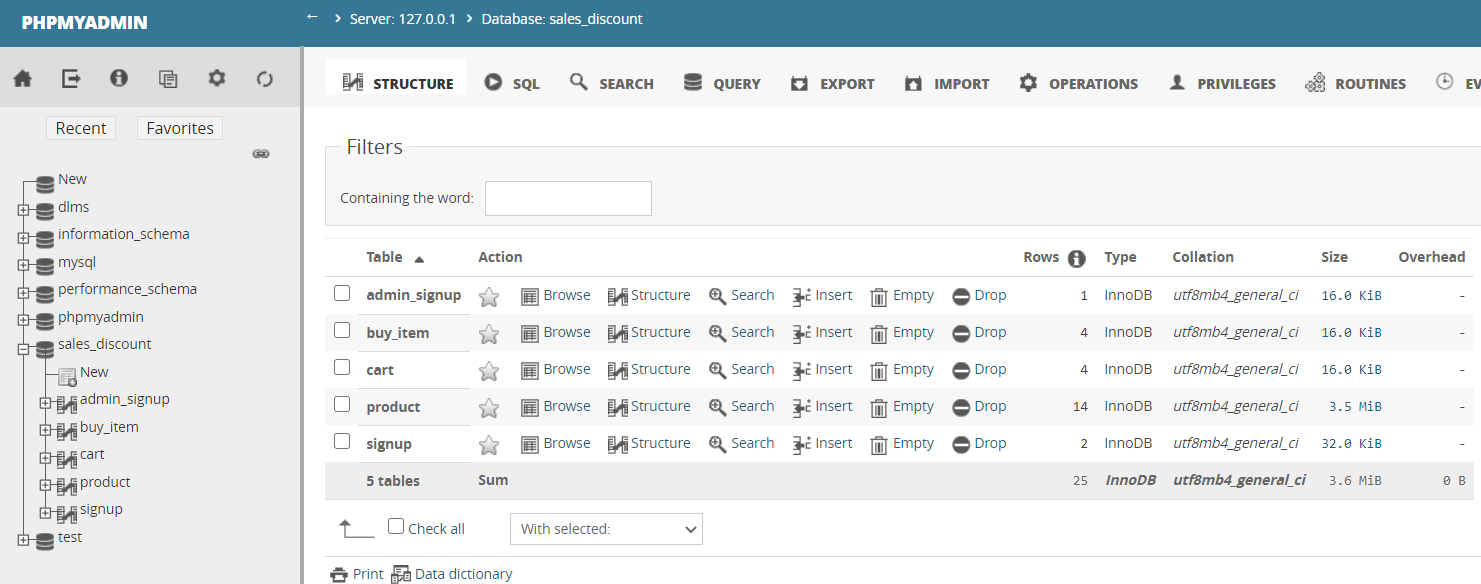 PHPMYADMIN
← › Server: 127.0.0.1 › Database: sales_discount
STRUCTURE SQL SEARCH QUERY EXPORT IMPORT OPERATIONS PRIVILEGES ROUTINES EV
Recent Favorites
New
dlms
information_schema
mysql
performance_schema
phpmyadmin
sales_discount
New
admin_signup
buy_item
cart
product
signup
test
Filters
Containing the word:
Table Action Rows Type Collation Size Overhead
admin_signup Browse Structure Search Insert Empty Drop 1 InnoDB utf8mb4_general_ci 16.0 KiB -
buy_item Browse Structure Search Insert Empty Drop 4 InnoDB utf8mb4_general_ci 16.0 KiB -
cart Browse Structure Search Insert Empty Drop 4 InnoDB utf8mb4_general_ci 16.0 KiB -
product Browse Structure Search Insert Empty Drop 14 InnoDB utf8mb4_general_ci 3.5 MiB -
signup Browse Structure Search Insert Empty Drop 2 InnoDB utf8mb4_general_ci 32.0 KiB -
5 tables Sum 25 InnoDB utf8mb4_general_ci 3.6 MiB 0 B
Check all With selected:
Print Data dictionary